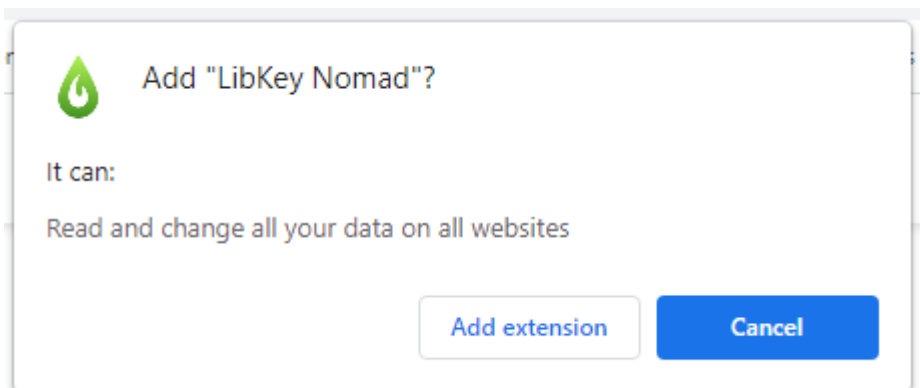 Add "LibKey Nomad"?
It can:
Read and change all your data on all websites
Add extension
Cancel